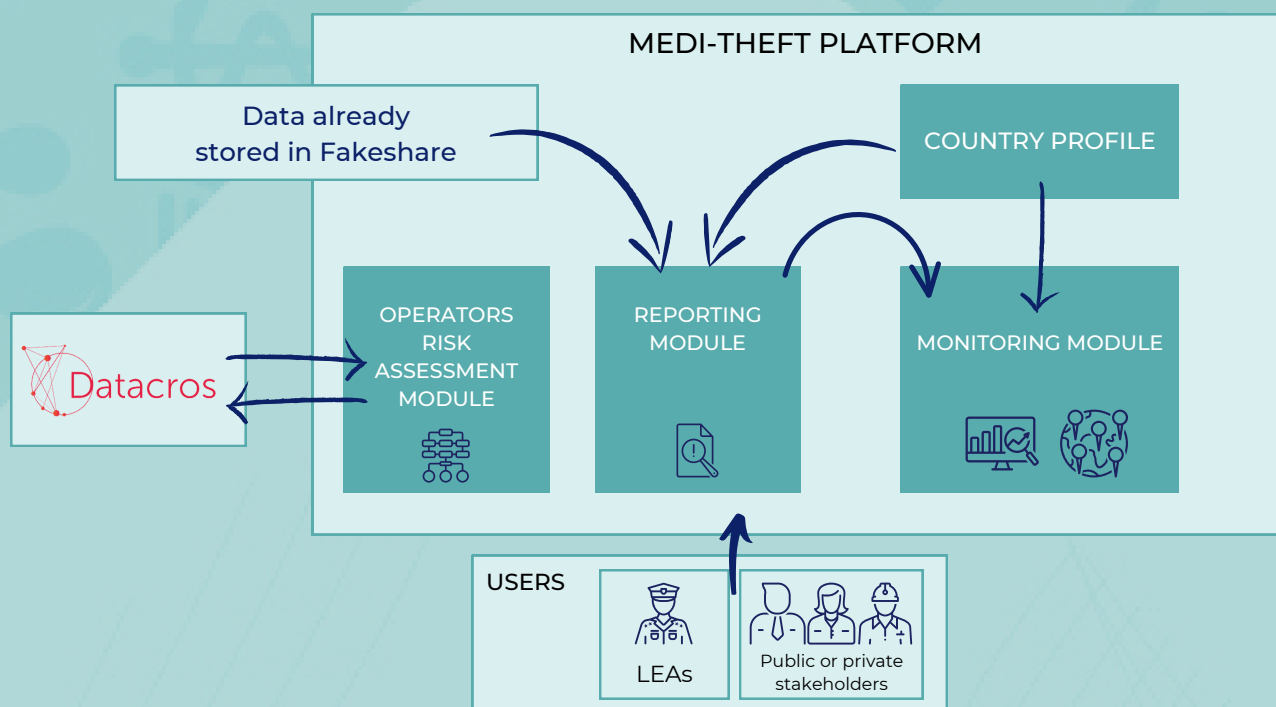 MEDI-THEFT PLATFORM
Data already
stored in Fakeshare
COUNTRY PROFILE
OPERATORS
RISK
ASSESSMENT
MODULE
REPORTING
MODULE
MONITORING MODULE
Datacros
!
USERS
LEAs
Public or private
stakeholders